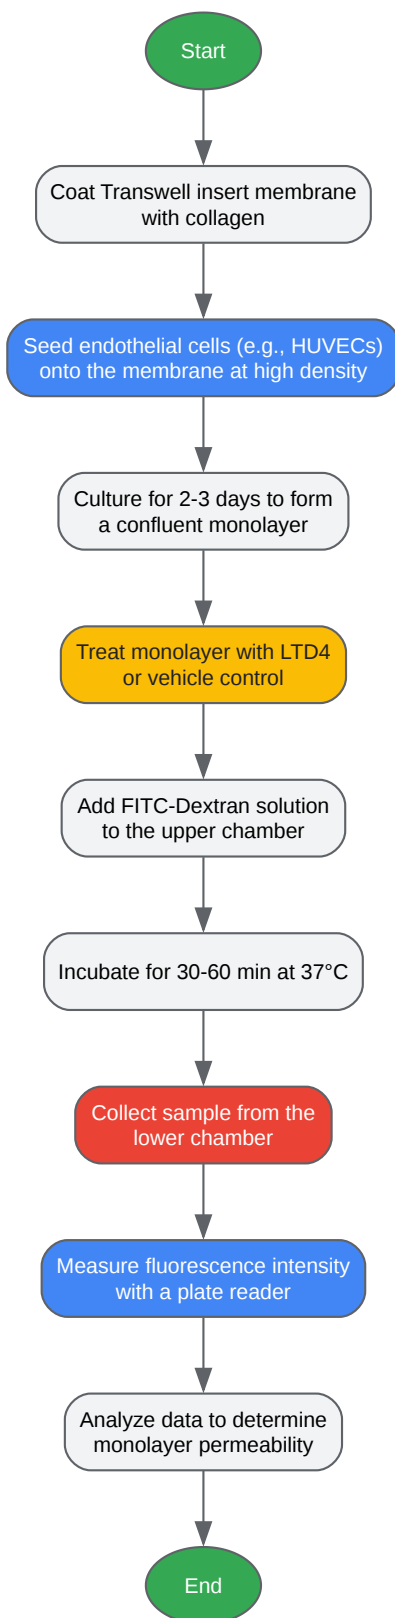 Start
Coat Transwell insert membrane
with collagen
Seed endothelial cells (e.g., HUVECs)
onto the membrane at high density
Culture for 2-3 days to form
a confluent monolayer
Treat monolayer with LTD4
or vehicle control
Add FITC-Dextran solution
to the upper chamber
Incubate for 30-60 min at 37°C
Collect sample from the
lower chamber
Measure fluorescence intensity
with a plate reader
Analyze data to determine
monolayer permeability
End